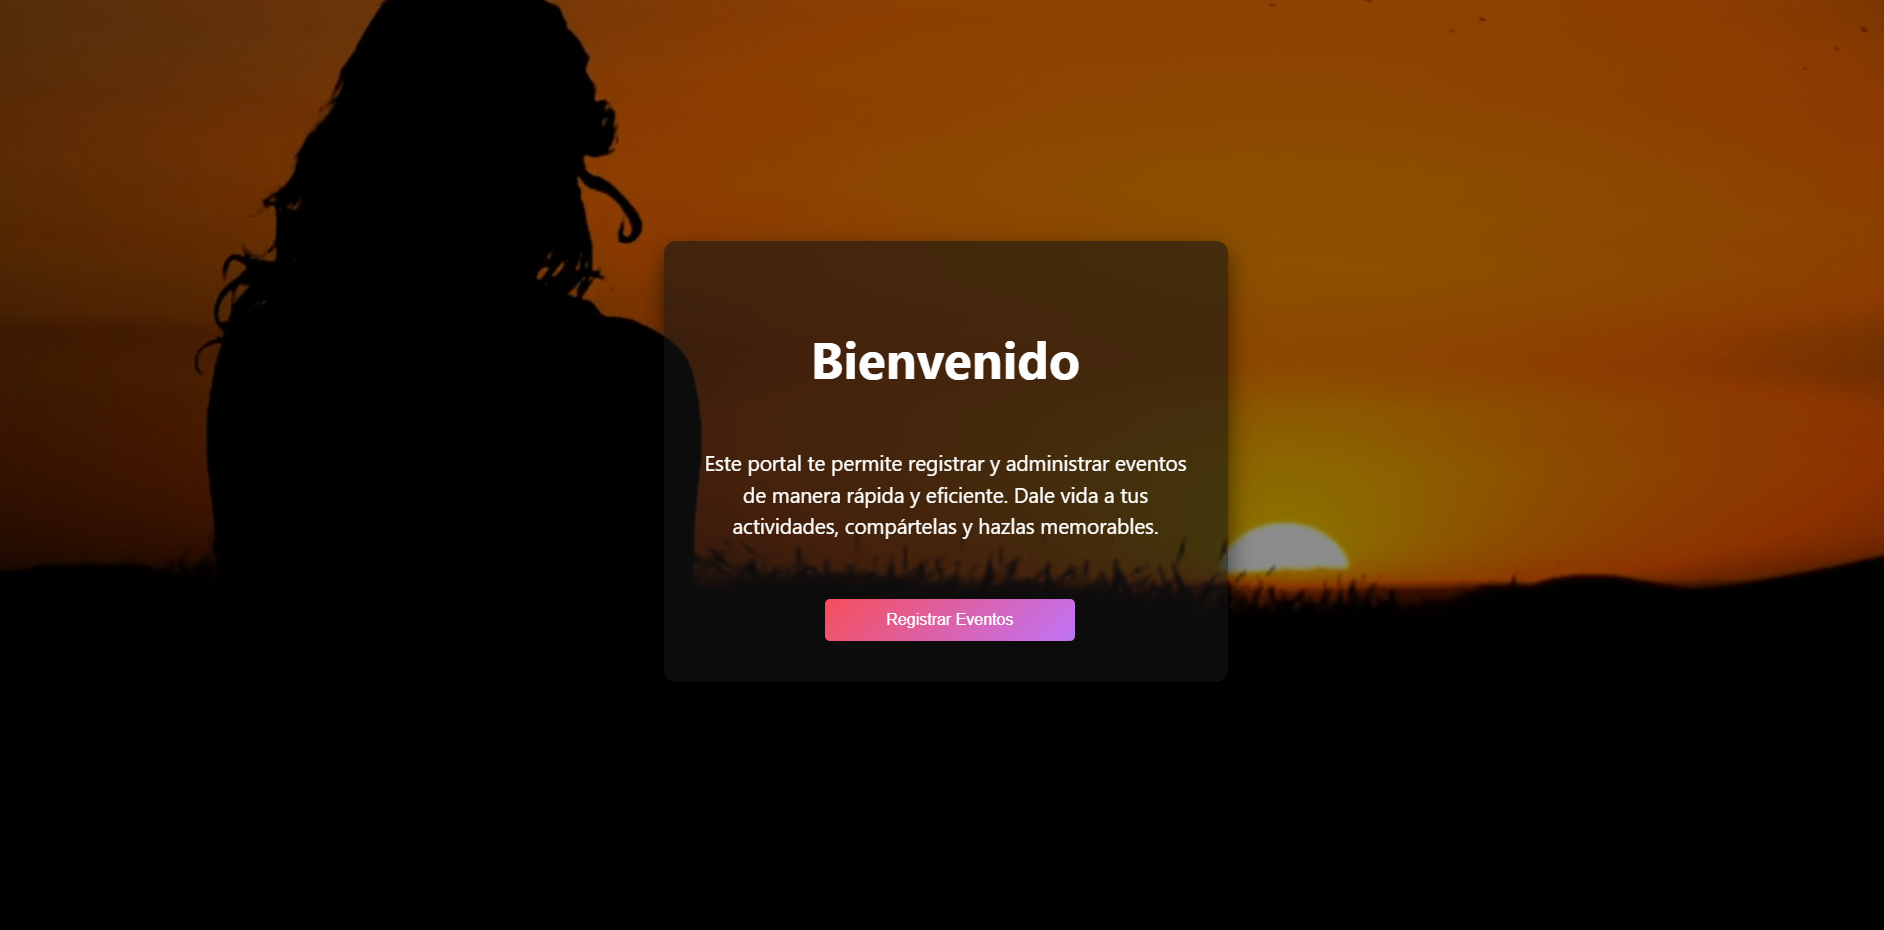 Bienvenido
Este portal te permite registrar y administrar eventos
de manera rápida y eficiente. Dale vida a tus
actividades, compártelas y hazlas memorables.
Registrar Eventos